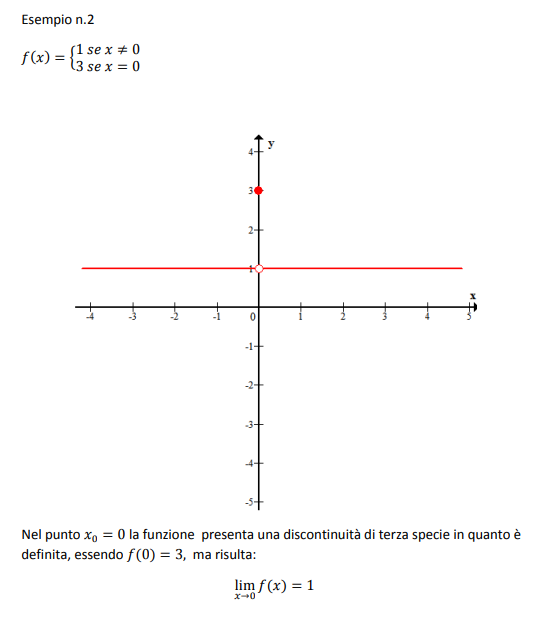 Esempio n.2
f(x) = {1 se x ≠ 0
3 se x = 0
y
4
3
2
1
x
-4 -3 -2 -1 0 1 2 3 4 5
-1
-2
-3
-4
-5
Nel punto x₀ = 0 la funzione presenta una discontinuità di terza specie in quanto è
definita, essendo f(0) = 3, ma risulta:
lim f(x) = 1
x→0